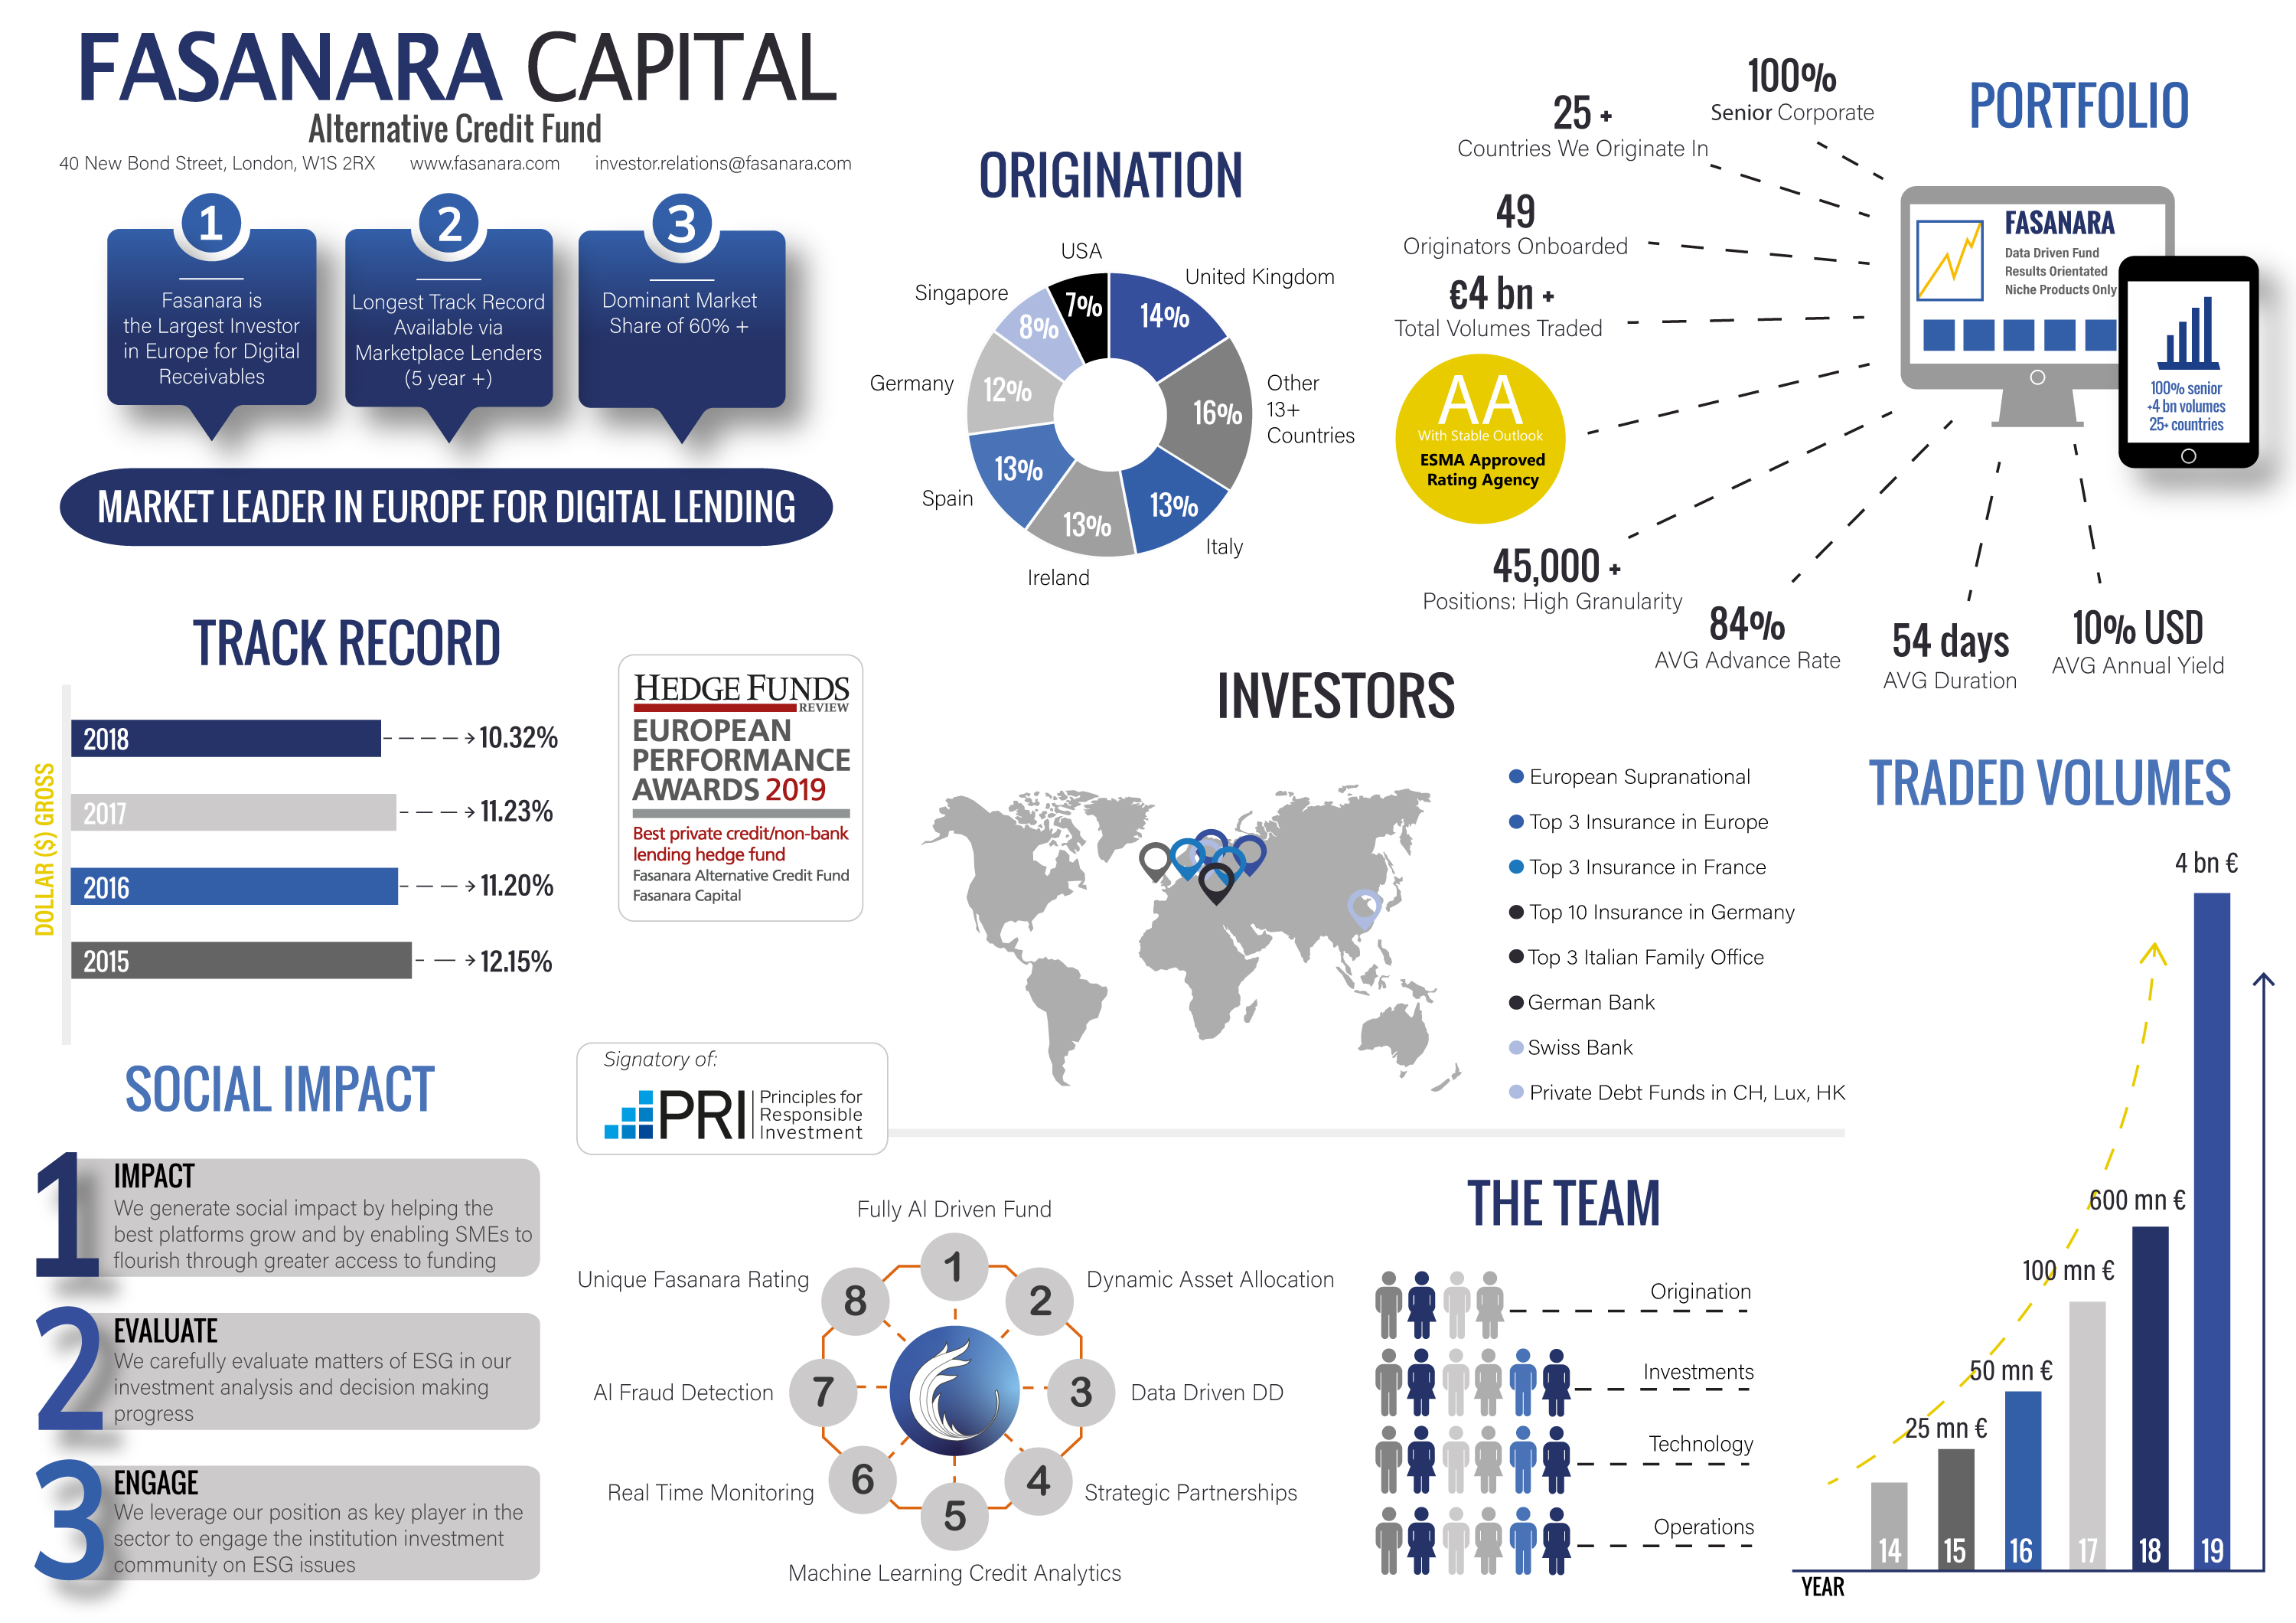 FASANARA CAPITAL
Alternative Credit Fund
40 New Bond Street, London, W1S 2RX www.fasanara.com investor.relations@fasanara.com
1
Fasanara is
the Largest Investor
in Europe for Digital
Receivables
2
Longest Track Record
Available via
Marketplace Lenders
(5 year +)
3
Dominant Market
Share of 60% +
MARKET LEADER IN EUROPE FOR DIGITAL LENDING
ORIGINATION
USA
7%
United Kingdom
14%
Other
13+
Countries
16%
Italy
13%
Ireland
13%
Spain
13%
Germany
12%
Singapore
8%
PORTFOLIO
100%
Senior Corporate
25 +
Countries We Originate In
49
Originators Onboarded
€4 bn +
Total Volumes Traded
AA
With Stable Outlook
ESMA Approved
Rating Agency
45,000 +
Positions: High Granularity
84%
AVG Advance Rate
54 days
AVG Duration
10% USD
AVG Annual Yield
FASANARA
Data Driven Fund
Results Orientated
Niche Products Only
100% senior
+4 bn volumes
25+ countries
TRACK RECORD
DOLLAR ($) GROSS
2018 10.32%
2017 11.23%
2016 11.20%
2015 12.15%
HEDGE FUNDS
REVIEW
EUROPEAN
PERFORMANCE
AWARDS 2019
Best private credit/non-bank
lending hedge fund
Fasanara Alternative Credit Fund
Fasanara Capital
INVESTORS
European Supranational
Top 3 Insurance in Europe
Top 3 Insurance in France
Top 10 Insurance in Germany
Top 3 Italian Family Office
German Bank
Swiss Bank
Private Debt Funds in CH, Lux, HK
TRADED VOLUMES
4 bn €
600 mn €
100 mn €
50 mn €
25 mn €
14 15 16 17 18 19
YEAR
SOCIAL IMPACT
1
IMPACT
We generate social impact by helping the
best platforms grow and by enabling SMEs to
flourish through greater access to funding
2
EVALUATE
We carefully evaluate matters of ESG in our
investment analysis and decision making
progress
3
ENGAGE
We leverage our position as key player in the
sector to engage the institution investment
community on ESG issues
Signatory of:
PRI
Principles for
Responsible
Investment
1
Fully AI Driven Fund
2
Dynamic Asset Allocation
3
Data Driven DD
4
Strategic Partnerships
5
Machine Learning Credit Analytics
6
Real Time Monitoring
7
AI Fraud Detection
8
Unique Fasanara Rating
THE TEAM
Origination
Investments
Technology
Operations